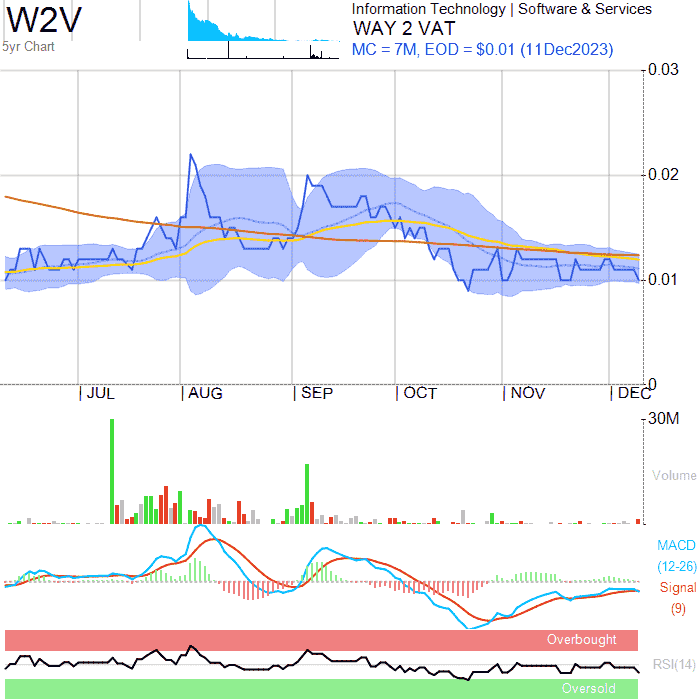 W2V
5yr Chart
Information Technology | Software & Services
WAY 2 VAT
MC = 7M, EOD = $0.01 (11Dec2023)
0.03
0.02
0.01
0
JUL
AUG
SEP
OCT
NOV
DEC
30M
Volume
MACD
(12-26)
Signal
(9)
Overbought
RSI(14)
Oversold